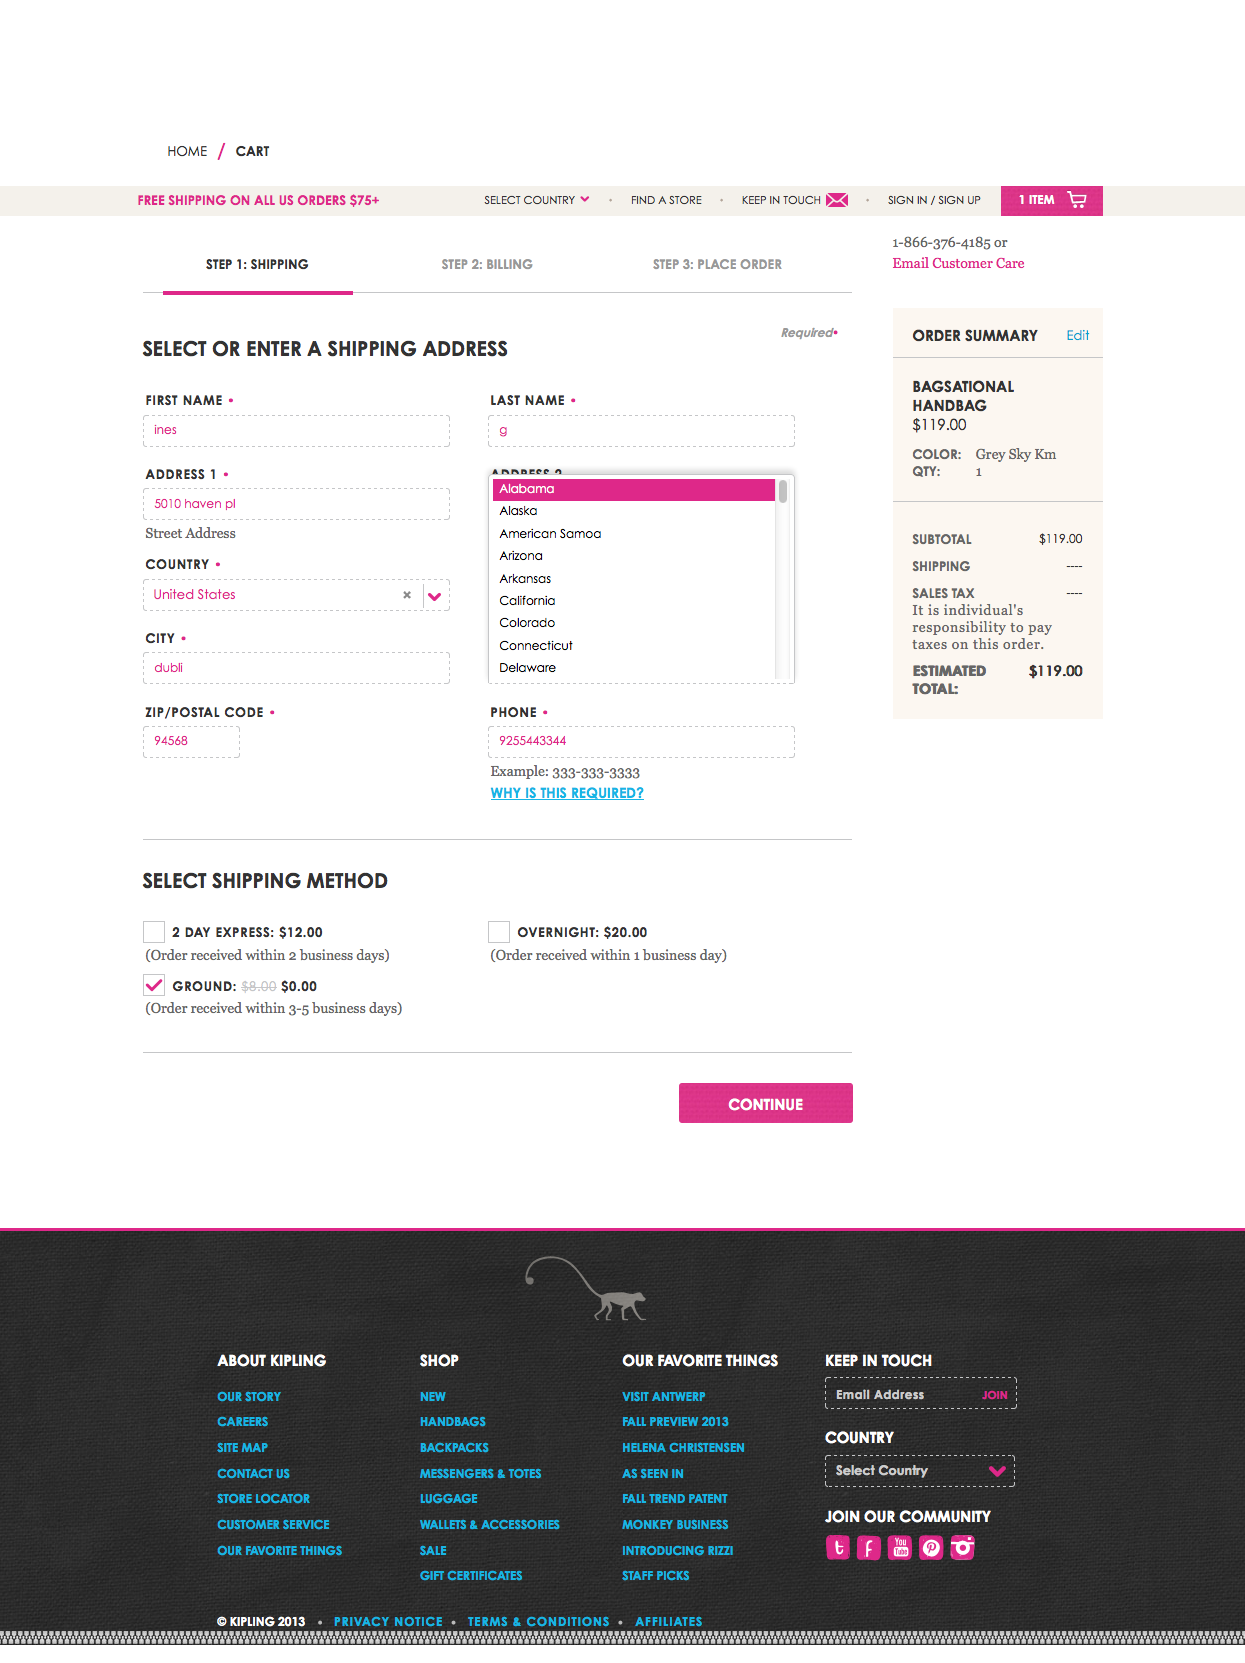 HOME / CART
FREE SHIPPING ON ALL US ORDERS $75+
SELECT COUNTRY
FIND A STORE
KEEP IN TOUCH
SIGN IN / SIGN UP
1 ITEM
STEP 1: SHIPPING
STEP 2: BILLING
STEP 3: PLACE ORDER
1-866-376-4185 or
Email Customer Care
Required•
SELECT OR ENTER A SHIPPING ADDRESS
FIRST NAME •
ines
LAST NAME •
g
ADDRESS 1 •
5010 haven pl
Street Address
ADDRESS 2
Alabama
Alaska
American Samoa
Arizona
Arkansas
California
Colorado
Connecticut
Delaware
COUNTRY •
United States ×
CITY •
dubli
ZIP/POSTAL CODE •
94568
PHONE •
9255443344
Example: 333-333-3333
WHY IS THIS REQUIRED?
ORDER SUMMARY
Edit
BAGSATIONAL
HANDBAG
$119.00
COLOR: Grey Sky Km
QTY: 1
SUBTOTAL $119.00
SHIPPING ----
SALES TAX ----
It is individual's
responsibility to pay
taxes on this order.
ESTIMATED $119.00
TOTAL:
SELECT SHIPPING METHOD
2 DAY EXPRESS: $12.00
(Order received within 2 business days)
OVERNIGHT: $20.00
(Order received within 1 business day)
GROUND: $8.00 $0.00
(Order received within 3-5 business days)
CONTINUE
ABOUT KIPLING
OUR STORY
CAREERS
SITE MAP
CONTACT US
STORE LOCATOR
CUSTOMER SERVICE
OUR FAVORITE THINGS
SHOP
NEW
HANDBAGS
BACKPACKS
MESSENGERS & TOTES
LUGGAGE
WALLETS & ACCESSORIES
SALE
GIFT CERTIFICATES
OUR FAVORITE THINGS
VISIT ANTWERP
FALL PREVIEW 2013
HELENA CHRISTENSEN
AS SEEN IN
FALL TREND PATENT
MONKEY BUSINESS
INTRODUCING RIZZI
STAFF PICKS
KEEP IN TOUCH
Email Address JOIN
COUNTRY
Select Country
JOIN OUR COMMUNITY
You
Tube
© KIPLING 2013 • PRIVACY NOTICE • TERMS & CONDITIONS • AFFILIATES